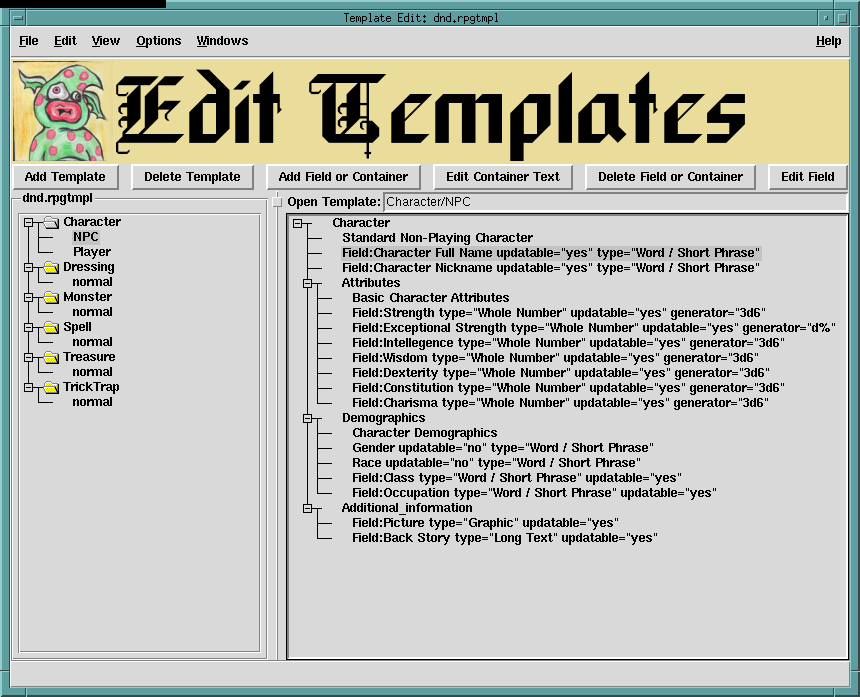 Template Edit: dnd.rpgtmpl
File Edit View Options Windows Help
Edit Templates
Add Template Delete Template Add Field or Container Edit Container Text Delete Field or Container Edit Field
dnd.rpgtmpl
Character
NPC
Player
Dressing
normal
Monster
normal
Spell
normal
Treasure
normal
TrickTrap
normal
Open Template: Character/NPC
Character
Standard Non-Playing Character
Field:Character Full Name updatable="yes" type="Word / Short Phrase"
Field:Character Nickname updatable="yes" type="Word / Short Phrase"
Attributes
Basic Character Attributes
Field:Strength type="Whole Number" updatable="yes" generator="3d6"
Field:Exceptional Strength type="Whole Number" updatable="yes" generator="d%"
Field:Intellegence type="Whole Number" updatable="yes" generator="3d6"
Field:Wisdom type="Whole Number" updatable="yes" generator="3d6"
Field:Dexterity type="Whole Number" updatable="yes" generator="3d6"
Field:Constitution type="Whole Number" updatable="yes" generator="3d6"
Field:Charisma type="Whole Number" updatable="yes" generator="3d6"
Demographics
Character Demographics
Gender updatable="no" type="Word / Short Phrase"
Race updatable="no" type="Word / Short Phrase"
Field:Class type="Word / Short Phrase" updatable="yes"
Field:Occupation type="Word / Short Phrase" updatable="yes"
Additional_information
Field:Picture type="Graphic" updatable="yes"
Field:Back Story type="Long Text" updatable="yes"